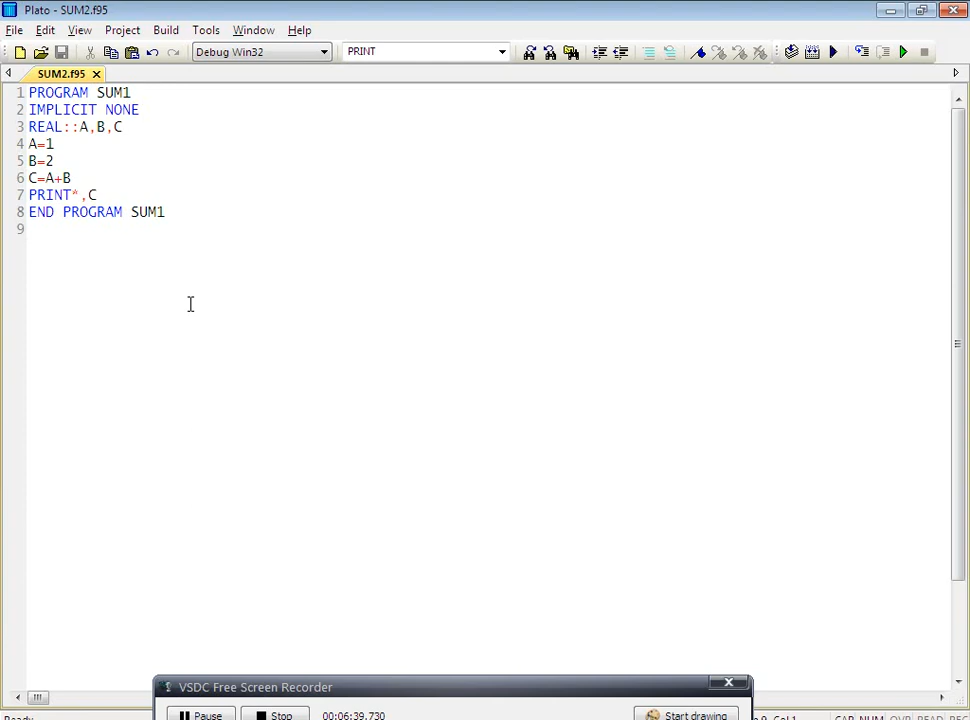 Plato - SUM2.f95
File Edit View Project Build Tools Window Help
Debug Win32 PRINT
SUM2.f95
1 PROGRAM SUM1
2 IMPLICIT NONE
3 REAL::A,B,C
4 A=1
5 B=2
6 C=A+B
7 PRINT*,C
8 END PROGRAM SUM1
9
VSDC Free Screen Recorder
Pause Stop 00:06:39.730 Start drawing